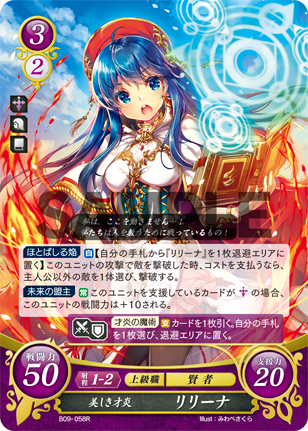 3
2
SAMPLE
私は、ここを動きません…！
私たちは人を救うために戦っているもの！
ほとばしる焔 【自分の手札から『リリーナ』を1枚退避エリアに
置く】このユニットの攻撃で敵を撃破した時、コストを支払うなら、
主人公以外の敵を1体選び、撃破する。
未来の盟主 常 このユニットを支援しているカードが の場合、
このユニットの戦闘力は+10される。
才炎の魔術 支 カードを1枚引く。自分の手札
を1枚選び、退避エリアに置く。
戦闘力
50
射程 1-2 上級職 賢者
美しき才炎 リリーナ
支援力
20
B09-058R
Illust：みわべさくら